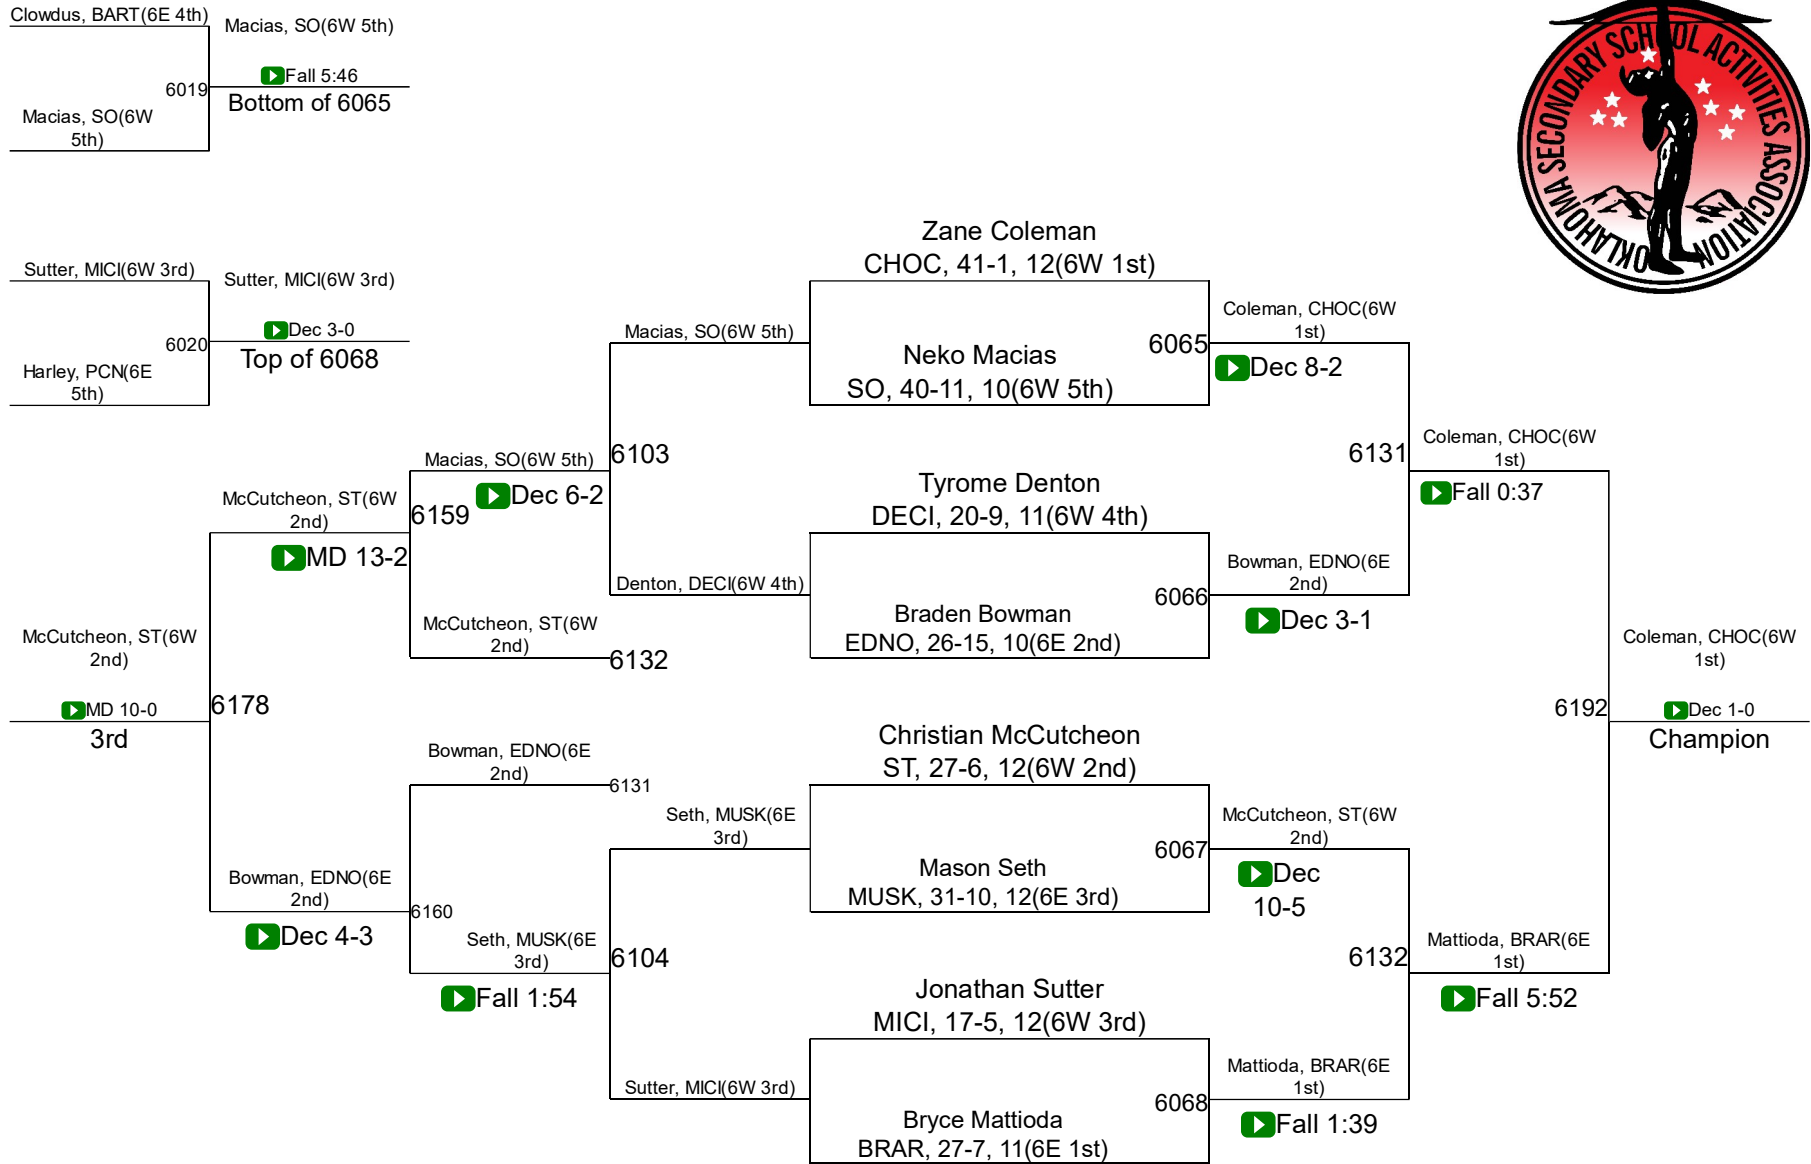 Clowdus, BART(6E 4th)
Macias, SO(6W 5th)
Fall 5:46
6019
Bottom of 6065
Macias, SO(6W
5th)
OKLAHOMA SECONDARY SCHOOL ACTIVITIES ASSOCIATION
Sutter, MICI(6W 3rd)
Sutter, MICI(6W 3rd)
Dec 3-0
6020
Top of 6068
Harley, PCN(6E
5th)
Zane Coleman
CHOC, 41-1, 12(6W 1st)
Macias, SO(6W 5th)
Neko Macias
SO, 40-11, 10(6W 5th)
6065
Coleman, CHOC(6W
1st)
Dec 8-2
Macias, SO(6W 5th)
6103
Dec 6-2
6131
Coleman, CHOC(6W
1st)
Fall 0:37
McCutcheon, ST(6W
2nd)
6159
MD 13-2
Tyrome Denton
DECI, 20-9, 11(6W 4th)
Denton, DECI(6W 4th)
Braden Bowman
EDNO, 26-15, 10(6E 2nd)
6066
Bowman, EDNO(6E
2nd)
Dec 3-1
McCutcheon, ST(6W
2nd)
6132
McCutcheon, ST(6W
2nd)
MD 10-0
3rd
6178
Coleman, CHOC(6W
1st)
6192
Dec 1-0
Champion
Bowman, EDNO(6E
2nd)
6131
Christian McCutcheon
ST, 27-6, 12(6W 2nd)
Seth, MUSK(6E
3rd)
Mason Seth
MUSK, 31-10, 12(6E 3rd)
6067
McCutcheon, ST(6W
2nd)
Dec
10-5
Bowman, EDNO(6E
2nd)
6160
Dec 4-3
Seth, MUSK(6E
3rd)
6104
Fall 1:54
6132
Mattioda, BRAR(6E
1st)
Fall 5:52
Jonathan Sutter
MICI, 17-5, 12(6W 3rd)
Sutter, MICI(6W 3rd)
Bryce Mattioda
BRAR, 27-7, 11(6E 1st)
6068
Mattioda, BRAR(6E
1st)
Fall 1:39